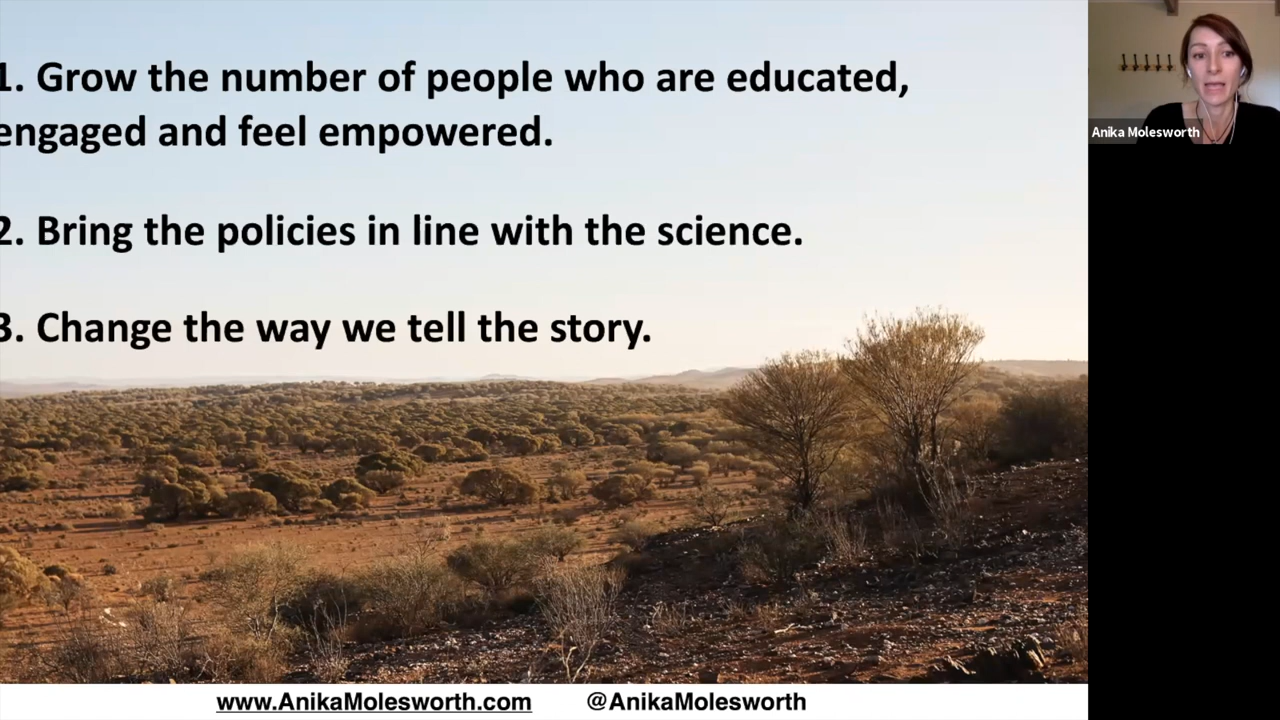 1. Grow the number of people who are educated,
engaged and feel empowered.
2. Bring the policies in line with the science.
3. Change the way we tell the story.
www.AnikaMolesworth.com @AnikaMolesworth
Anika Molesworth